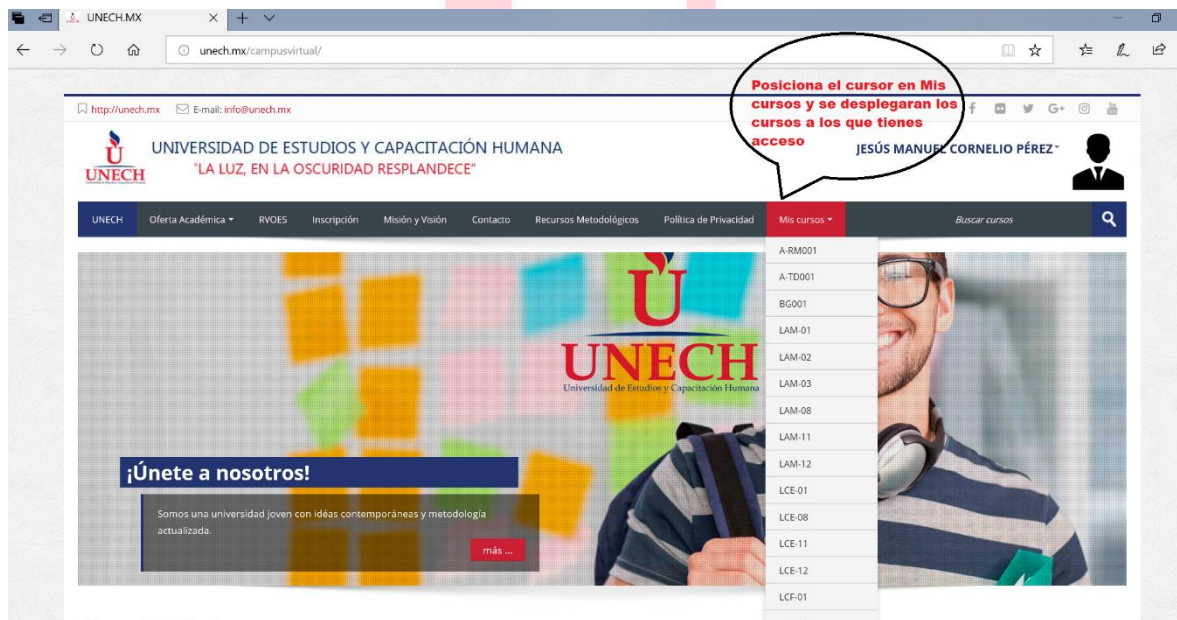 UNECH.MX
unech.mx/campusvirtual/
Posiciona el cursor en Mis
cursos y se desplegaran los
cursos a los que tienes
acceso
http://unech.mx E-mail: info@unech.mx
UNIVERSIDAD DE ESTUDIOS Y CAPACITACIÓN HUMANA
"LA LUZ, EN LA OSCURIDAD RESPLANDECE"
UNECH
JESÚS MANUEL CORNELIO PÉREZ
UNECH Oferta Académica RVOES Inscripción Misión y Visión Contacto Recursos Metodológicos Política de Privacidad Mis cursos Buscar cursos
A-RM001
A-TD001
BG001
LAM-01
LAM-02
LAM-03
LAM-08
LAM-11
LAM-12
LCE-01
LCE-08
LCE-11
LCE-12
LCF-01
UNECH
Universidad de Estudios y Capacitación Humana
¡Únete a nosotros!
Somos una universidad joven con idéas contemporáneas y metodología
actualizada.
más ...